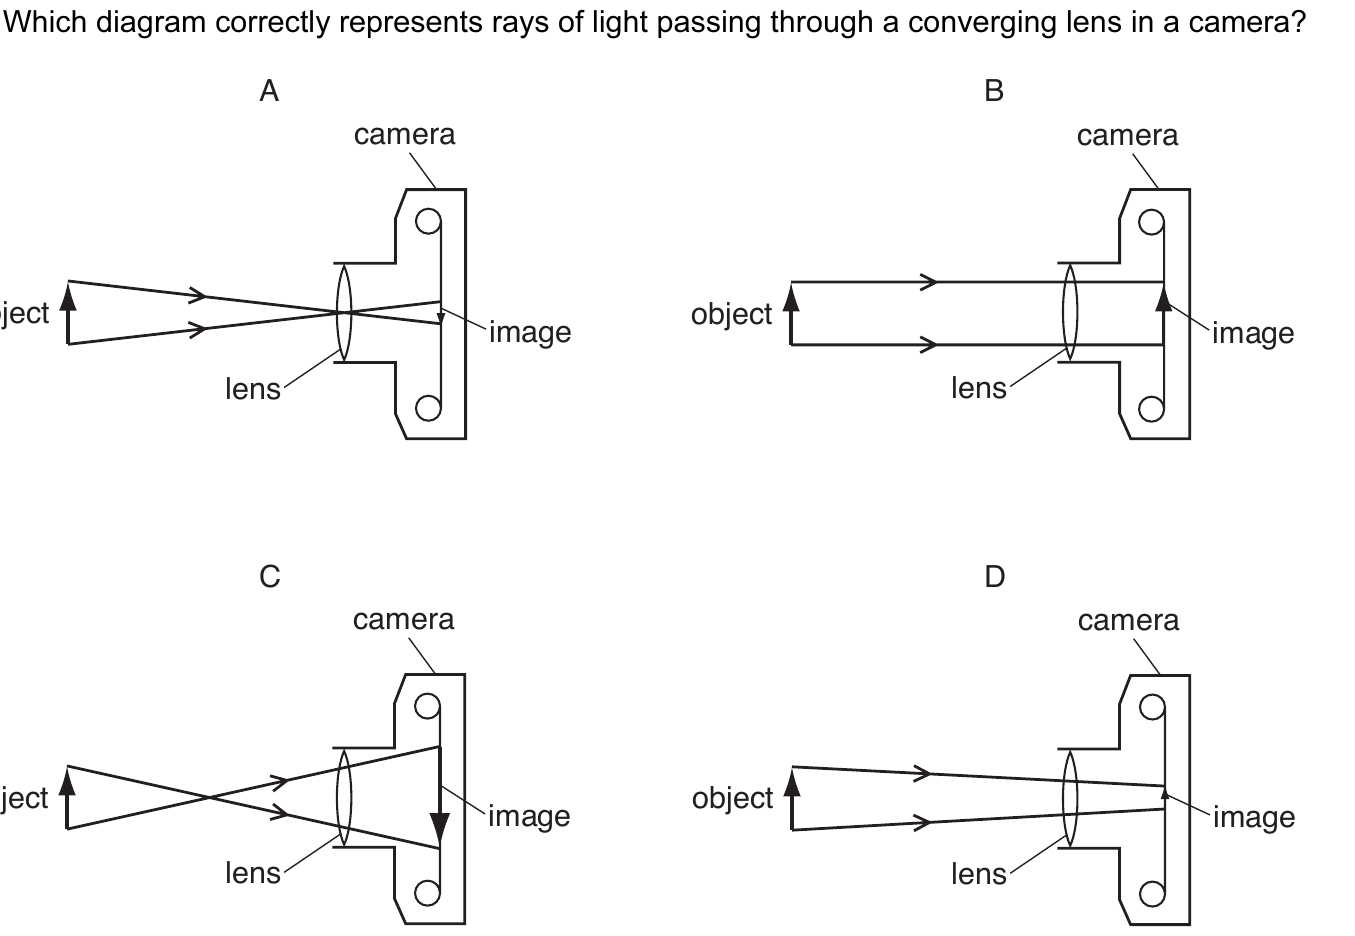 Which diagram correctly represents rays of light passing through a converging lens in a camera?
A
B
camera
camera
ject
object
image
image
lens
lens
C
D
camera
camera
ject
object
image
image
lens
lens